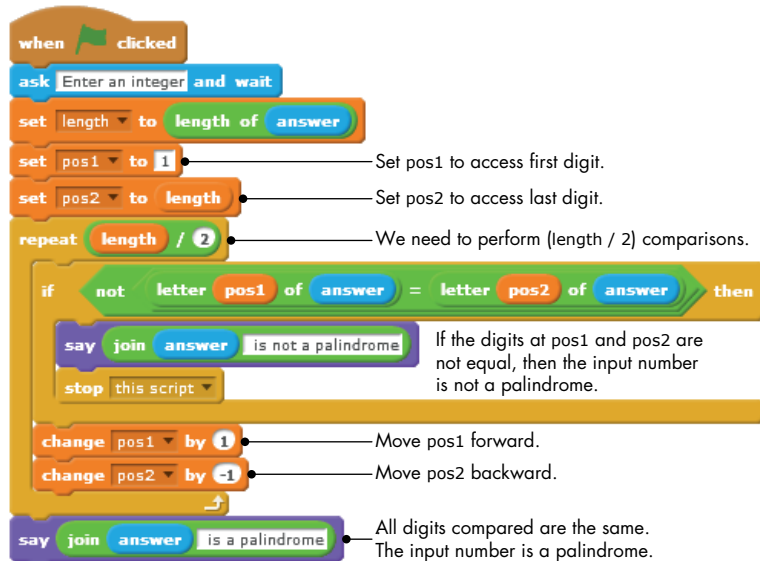 when clicked
ask Enter an integer and wait
set length to length of answer
set pos1 to 1
Set pos1 to access first digit.
set pos2 to length
Set pos2 to access last digit.
repeat length / 2
We need to perform (length / 2) comparisons.
if not letter pos1 of answer = letter pos2 of answer then
say join answer is not a palindrome
stop this script
If the digits at pos1 and pos2 are
not equal, then the input number
is not a palindrome.
change pos1 by 1
Move pos1 forward.
change pos2 by -1
Move pos2 backward.
say join answer is a palindrome
All digits compared are the same.
The input number is a palindrome.